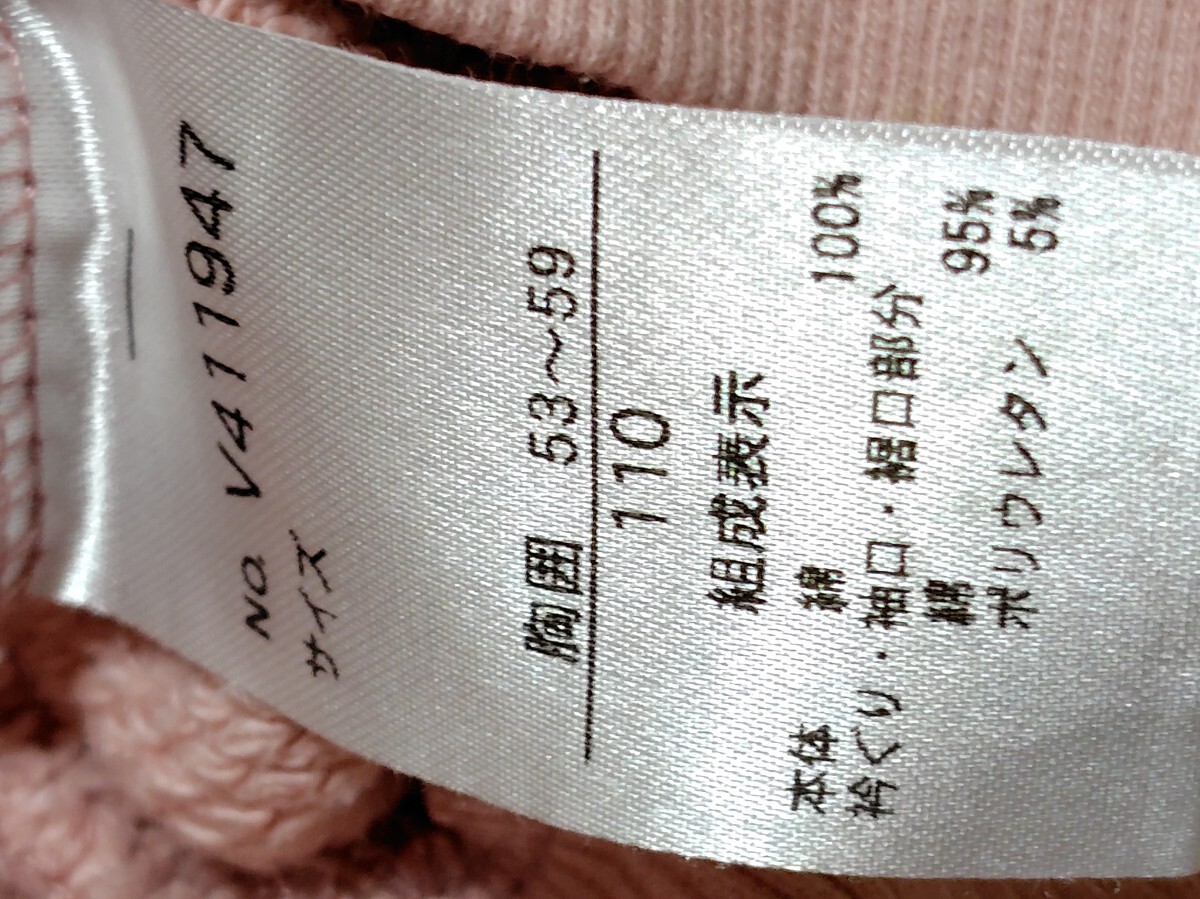 NO. V411947
サイズ
胸囲 53～59
110
組成表示
本体 綿 100%
衿ぐり・袖口・裾口部分
綿 95%
ポリウレタン 5%